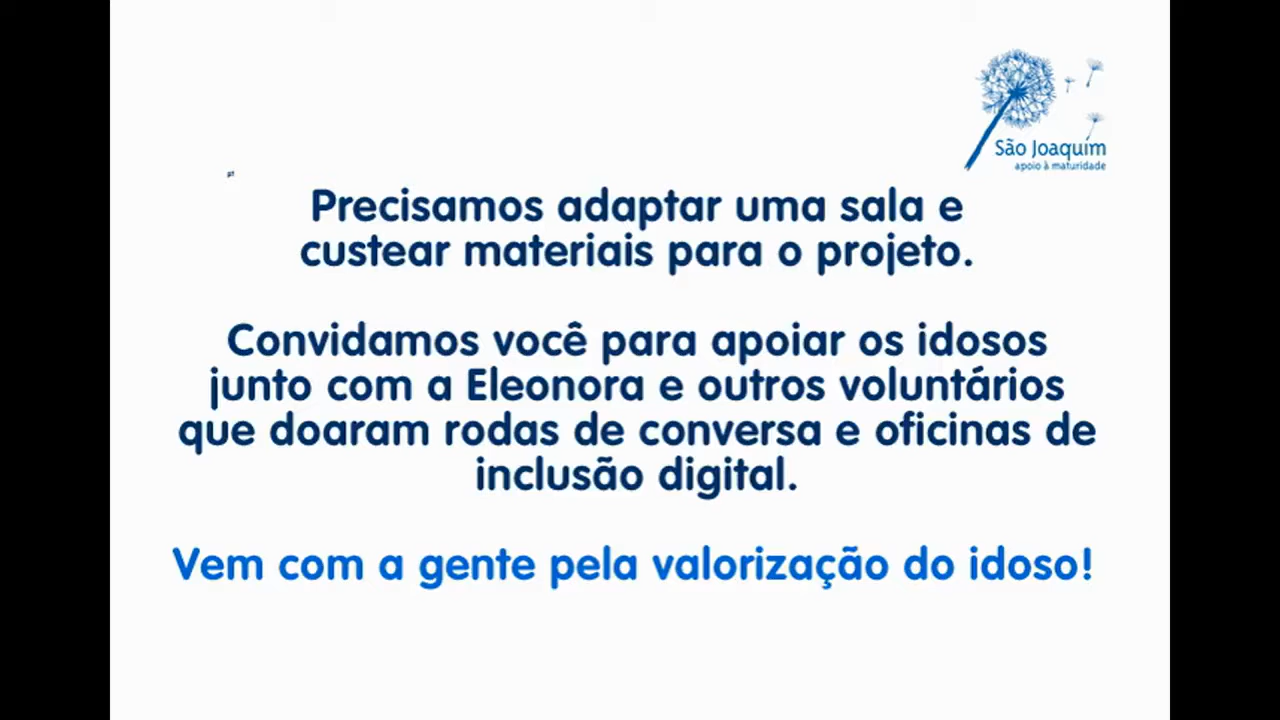 São Joaquim
apoio à maturidade
Precisamos adaptar uma sala e
custear materiais para o projeto.
Convidamos você para apoiar os idosos
junto com a Eleonora e outros voluntários
que doaram rodas de conversa e oficinas de
inclusão digital.
Vem com a gente pela valorização do idoso!